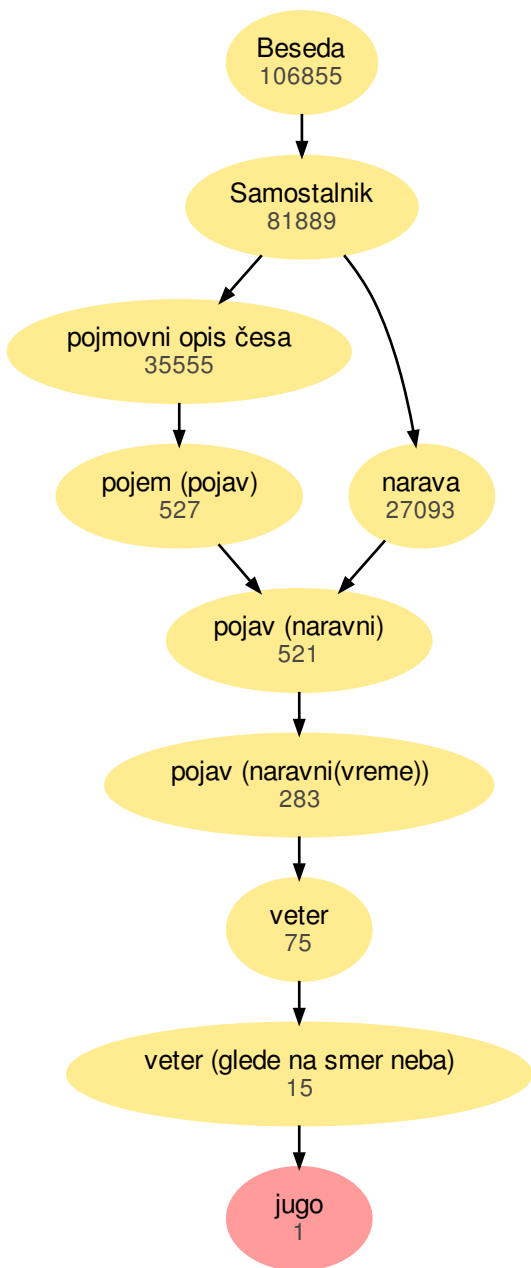 Beseda
106855
Samostalnik
81889
pojmovni opis česa
35555
pojem (pojav)
527
narava
27093
pojav (naravni)
521
pojav (naravni(vreme))
283
veter
75
veter (glede na smer neba)
15
jugo
1